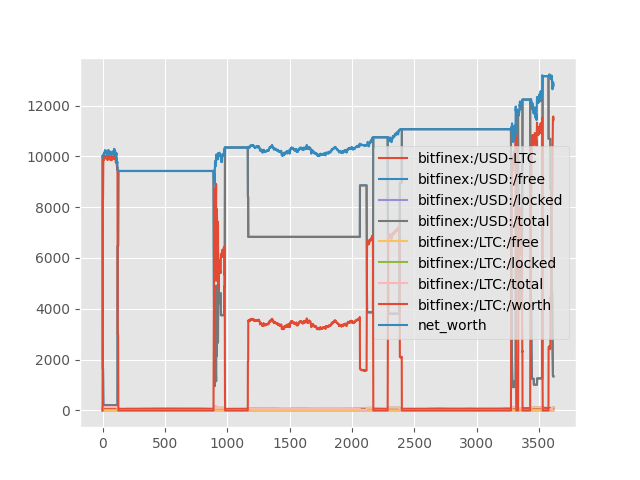 12000
10000
8000
6000
4000
2000
0
bitfinex:/USD-LTC
bitfinex:/USD:/free
bitfinex:/USD:/locked
bitfinex:/USD:/total
bitfinex:/LTC:/free
bitfinex:/LTC:/locked
bitfinex:/LTC:/total
bitfinex:/LTC:/worth
net_worth
0 500 1000 1500 2000 2500 3000 3500